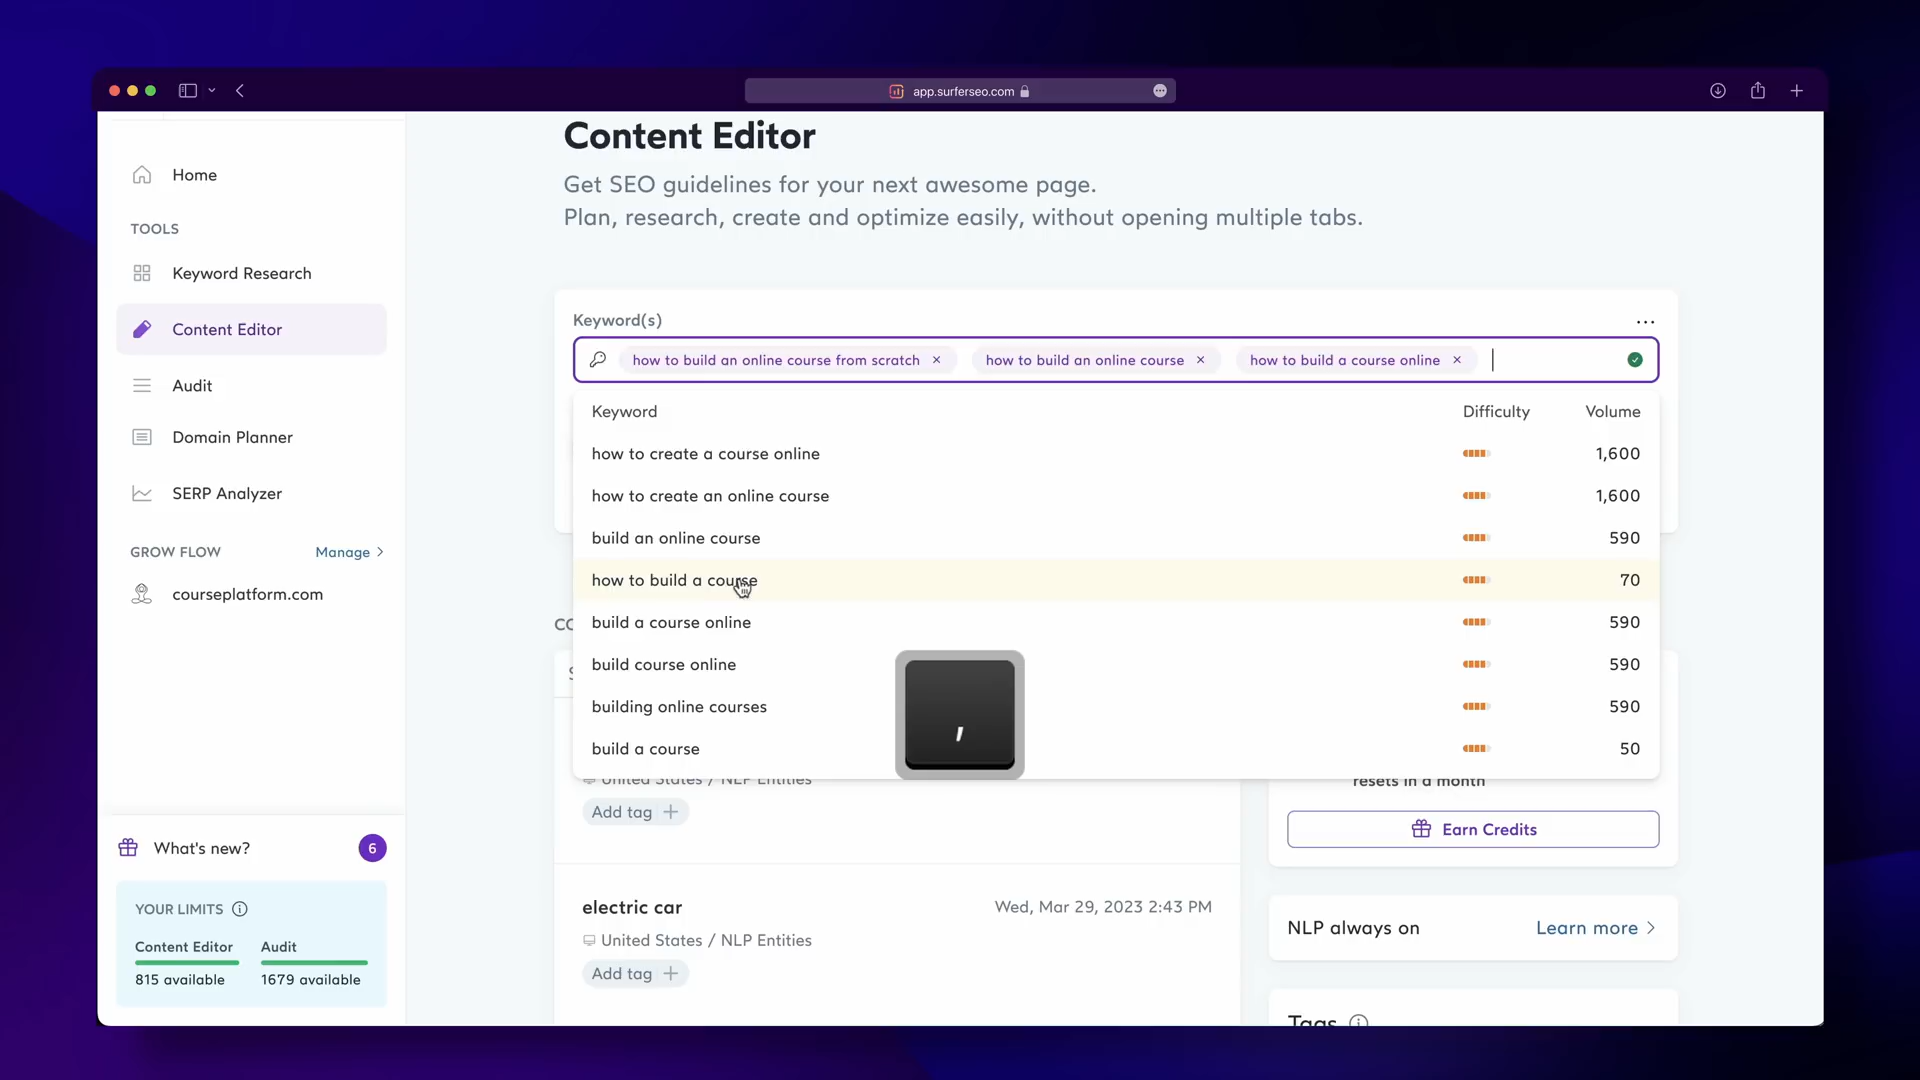 app.surferseo.com
Content Editor
Get SEO guidelines for your next awesome page.
Plan, research, create and optimize easily, without opening multiple tabs.
Home
TOOLS
Keyword Research
Content Editor
Audit
Domain Planner
SERP Analyzer
GROW FLOW Manage >
courseplatform.com
What's new? 6
YOUR LIMITS
Content Editor Audit
815 available 1679 available
Keyword(s) ...
how to build an online course from scratch × how to build an online course × how to build a course online ×
Keyword Difficulty Volume
how to create a course online 1,600
how to create an online course 1,600
build an online course 590
how to build a course 70
build a course online 590
build course online 590
building online courses 590
build a course 50
,
United States / NLP Entities
Add tag +
resets in a month
Earn Credits
electric car Wed, Mar 29, 2023 2:43 PM
United States / NLP Entities
Add tag +
NLP always on Learn more >
Tags